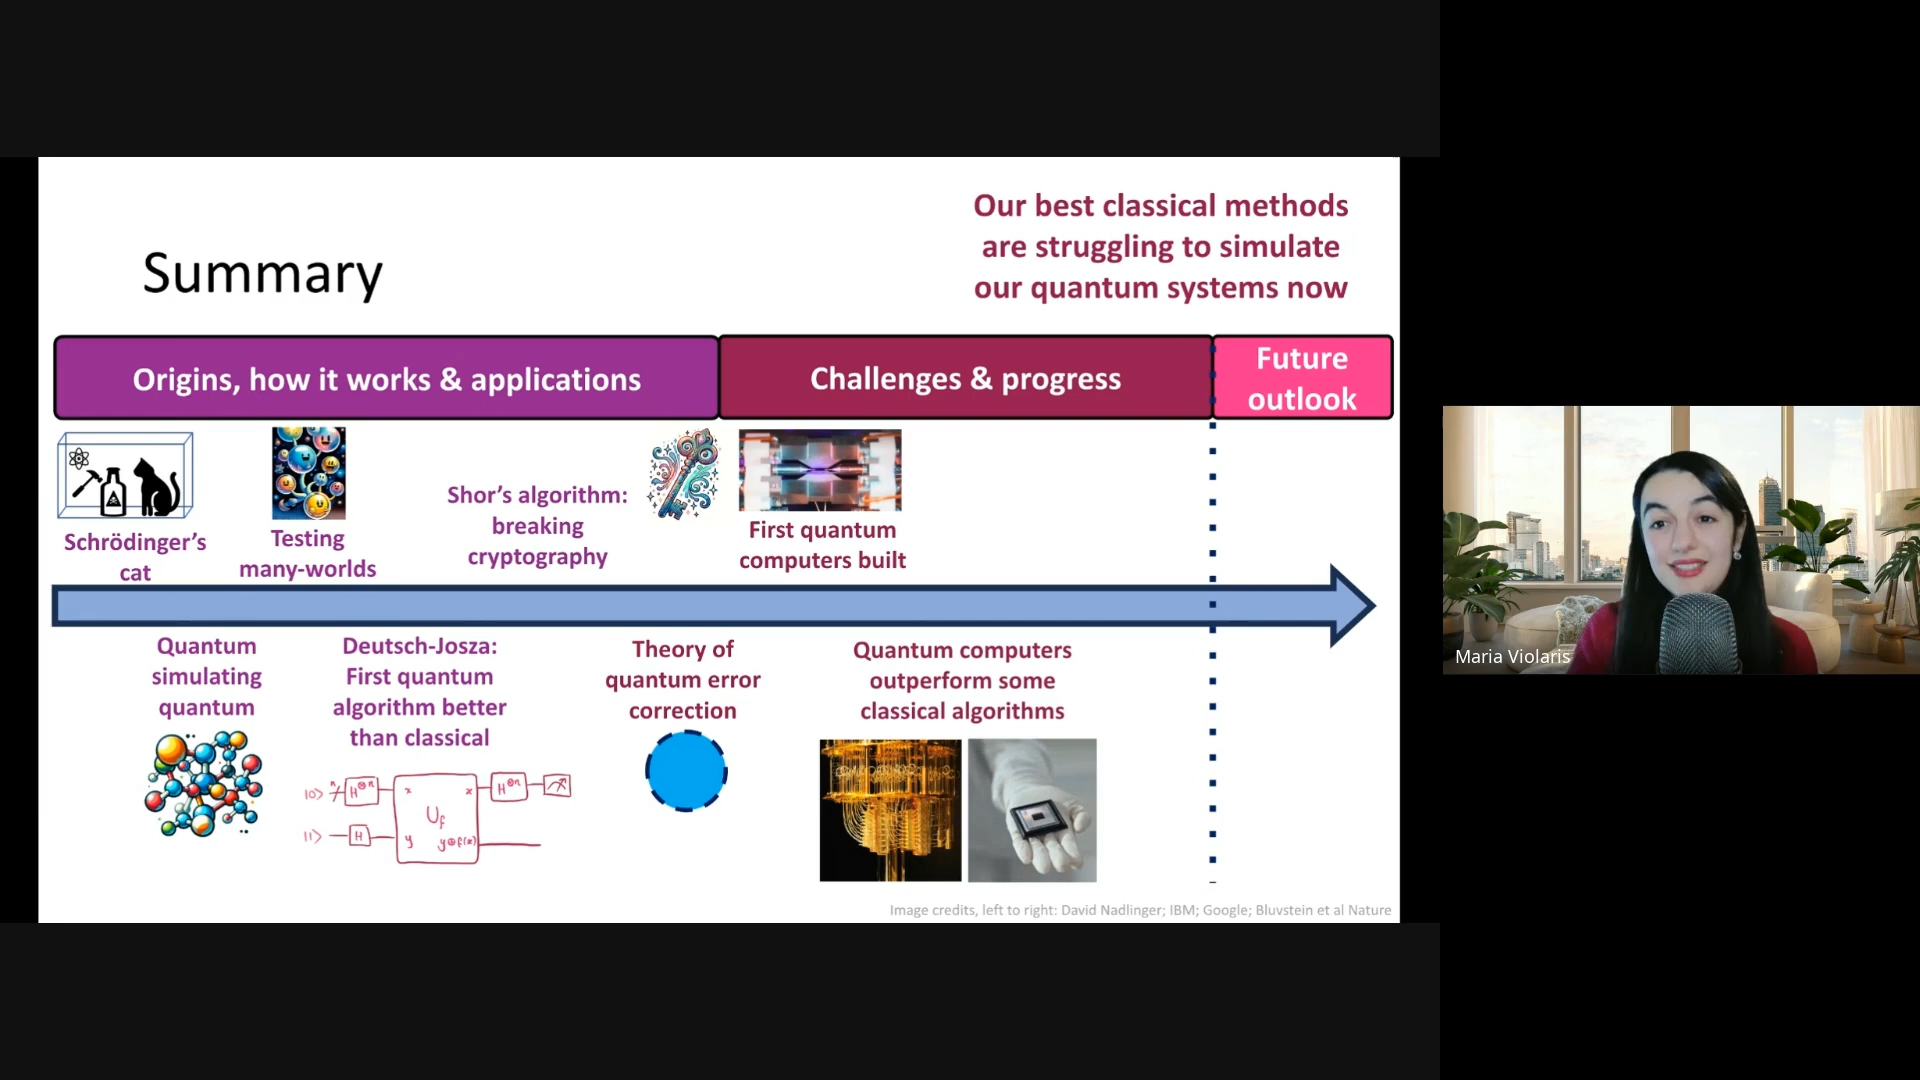 Our best classical methods
are struggling to simulate
our quantum systems now
Summary
Origins, how it works & applications
Challenges & progress
Future
outlook
Schrödinger's
cat
Testing
many-worlds
Shor's algorithm:
breaking
cryptography
First quantum
computers built
Quantum
simulating
quantum
Deutsch-Josza:
First quantum
algorithm better
than classical
Theory of
quantum error
correction
Quantum computers
outperform some
classical algorithms
|0⟩ n H⊗n x x H⊗n
U_f
|1⟩ H y y⊕f(x)
Image credits, left to right: David Nadlinger; IBM; Google; Bluvstein et al Nature
Maria Violaris